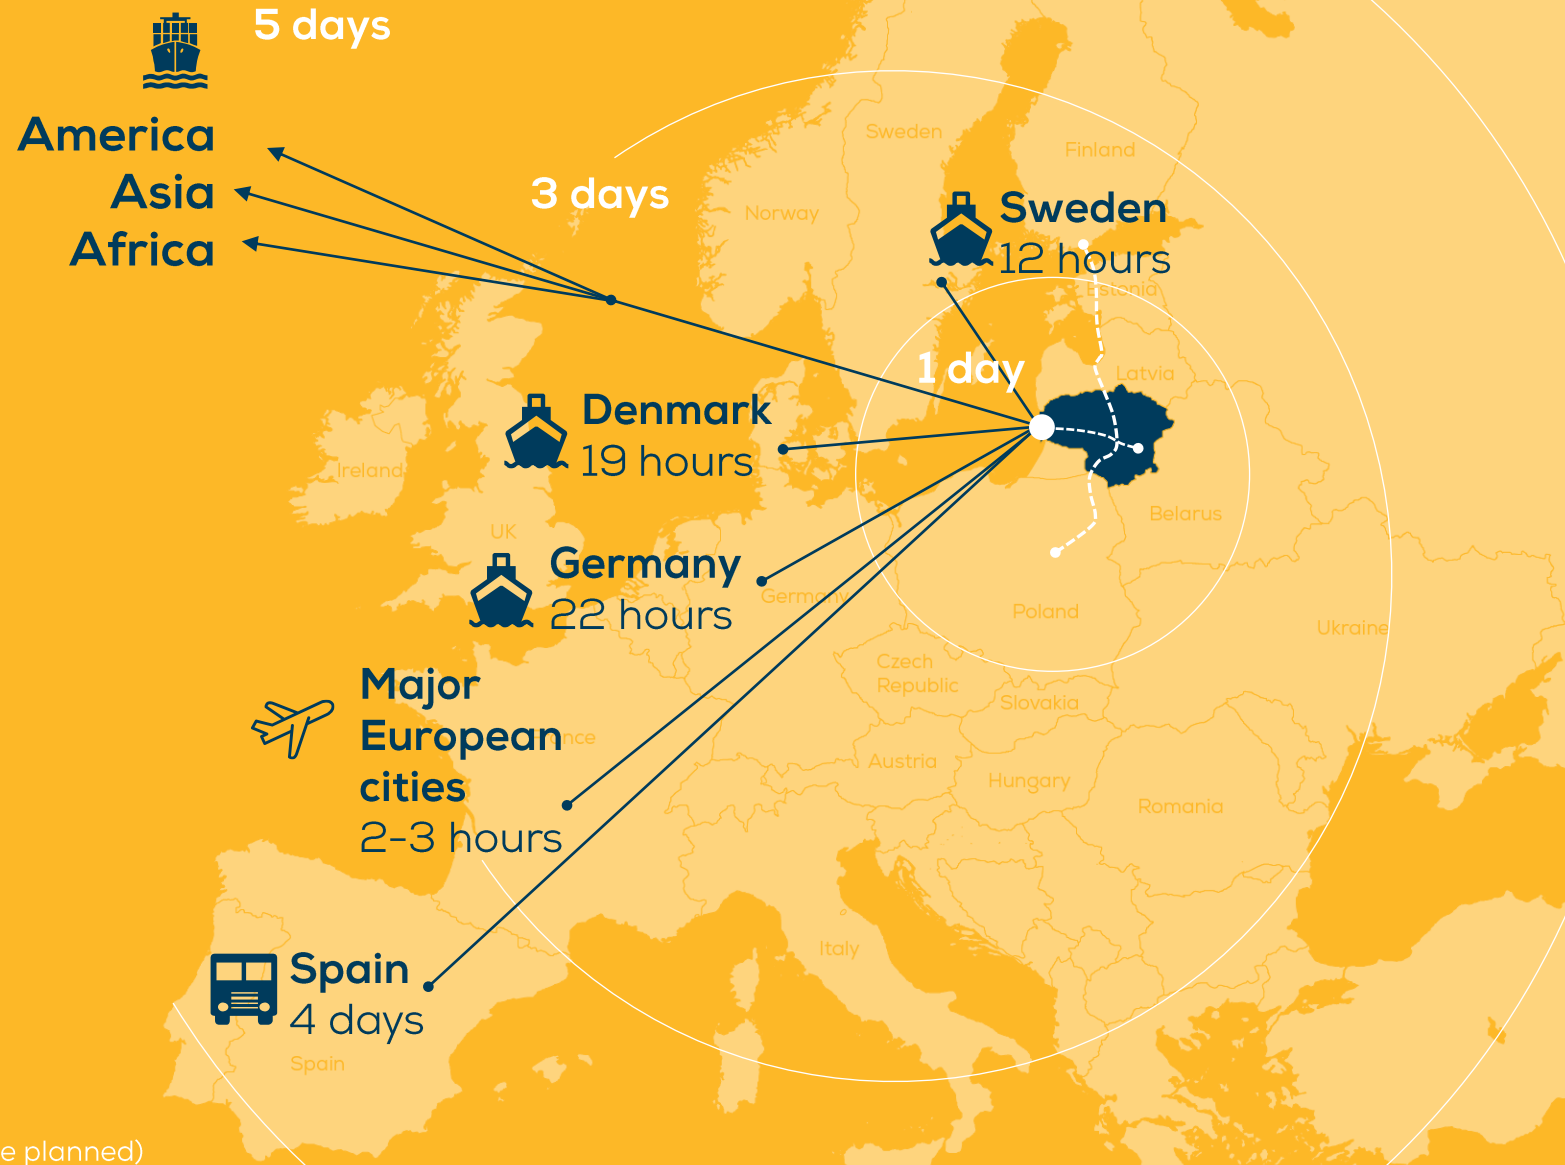 5 days
America
Asia
Africa
3 days
Sweden
Finland
Norway
Sweden
12 hours
Estonia
1 day
Latvia
Denmark
19 hours
Ireland
UK
Belarus
Germany
22 hours
Germany
Poland
Ukraine
Czech
Republic
Slovakia
Major
European
cities
2-3 hours
Austria
Hungary
Romania
Italy
Spain
4 days
Spain
e planned)